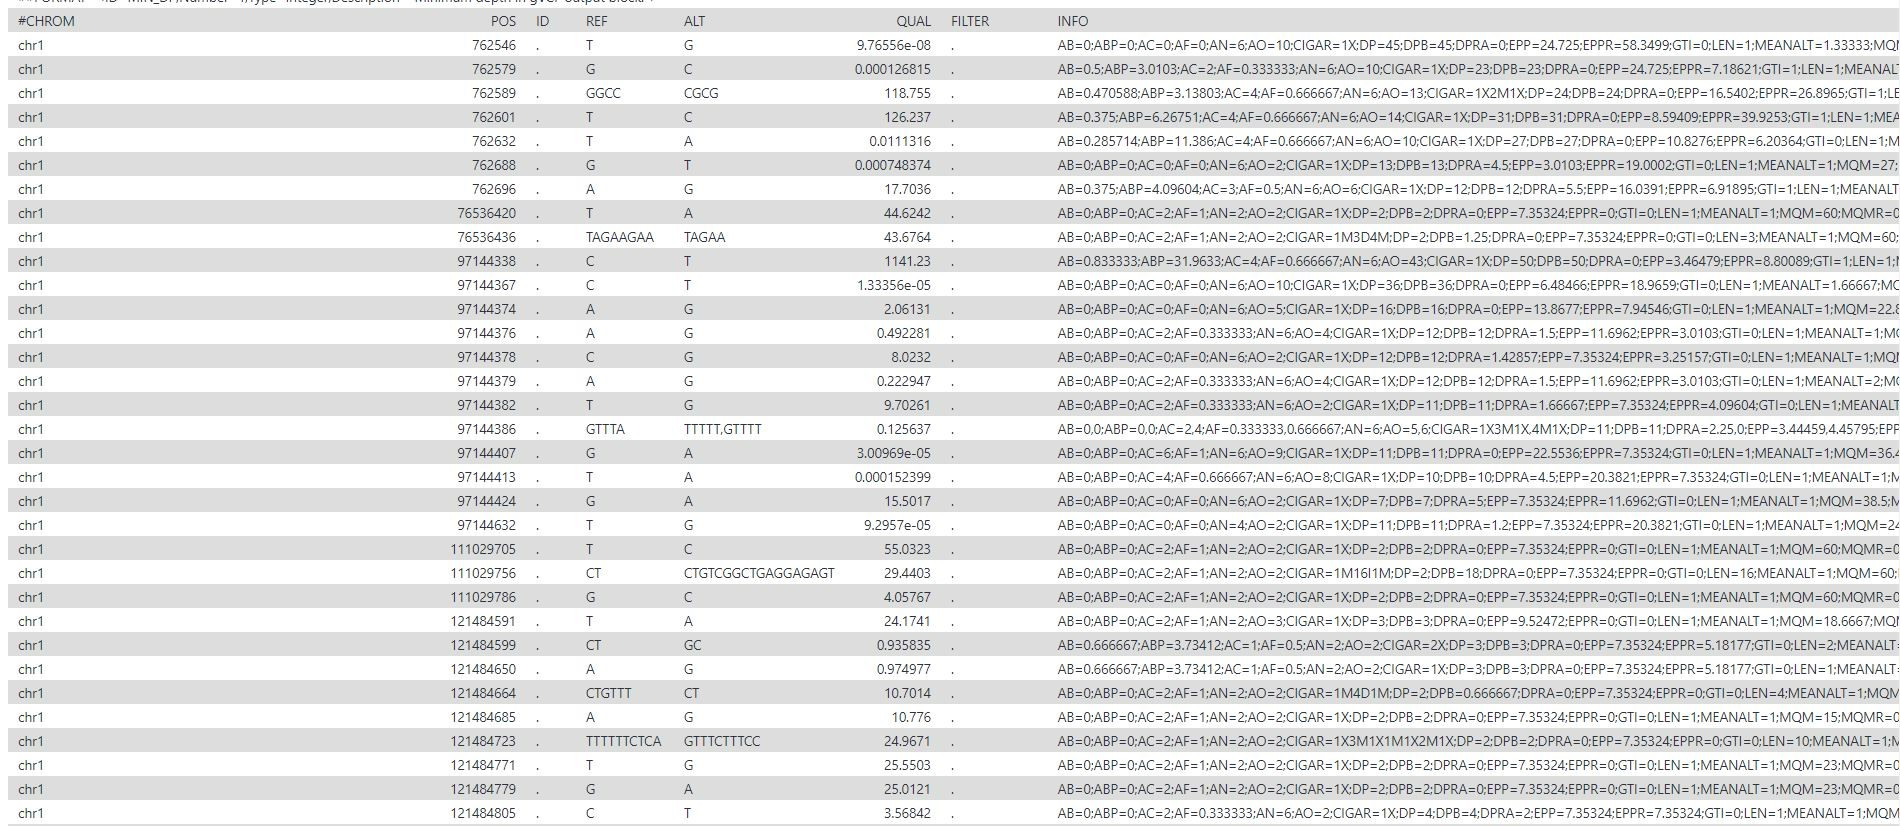 #CHROM POS ID REF ALT QUAL FILTER INFO
chr1 762546 . T G 9.76556e-08 . AB=0;ABP=0;AC=0;AF=0;AN=6;AO=10;CIGAR=1X;DP=45;DPB=45;DPRA=0;EPP=24.725;EPPR=58.3499;GTI=0;LEN=1;MEANALT=1.33333;MQM
chr1 762579 . G C 0.000126815 . AB=0.5;ABP=3.0103;AC=2;AF=0.333333;AN=6;AO=10;CIGAR=1X;DP=23;DPB=23;DPRA=0;EPP=24.725;EPPR=7.18621;GTI=1;LEN=1;MEANALT=
chr1 762589 . GGCC CGCG 118.755 . AB=0.470588;ABP=3.13803;AC=4;AF=0.666667;AN=6;AO=13;CIGAR=1X2M1X;DP=24;DPB=24;DPRA=0;EPP=16.5402;EPPR=26.8965;GTI=1;LE
chr1 762601 . T C 126.237 . AB=0.375;ABP=6.26751;AC=4;AF=0.666667;AN=6;AO=14;CIGAR=1X;DP=31;DPB=31;DPRA=0;EPP=8.59409;EPPR=39.9253;GTI=1;LEN=1;MEA
chr1 762632 . T A 0.0111316 . AB=0.285714;ABP=11.386;AC=4;AF=0.666667;AN=6;AO=10;CIGAR=1X;DP=27;DPB=27;DPRA=0;EPP=10.8276;EPPR=6.20364;GTI=0;LEN=1;M
chr1 762688 . G T 0.000748374 . AB=0;ABP=0;AC=0;AF=0;AN=6;AO=2;CIGAR=1X;DP=13;DPB=13;DPRA=4.5;EPP=3.0103;EPPR=19.0002;GTI=0;LEN=1;MEANALT=1;MQM=27;
chr1 762696 . A G 17.7036 . AB=0.375;ABP=4.09604;AC=3;AF=0.5;AN=6;AO=6;CIGAR=1X;DP=12;DPB=12;DPRA=5.5;EPP=16.0391;EPPR=6.91895;GTI=1;LEN=1;MEANALT
chr1 76536420 . T A 44.6242 . AB=0;ABP=0;AC=2;AF=1;AN=2;AO=2;CIGAR=1X;DP=2;DPB=2;DPRA=0;EPP=7.35324;EPPR=0;GTI=0;LEN=1;MEANALT=1;MQM=60;MQMR=0
chr1 76536436 . TAGAAGAA TAGAA 43.6764 . AB=0;ABP=0;AC=2;AF=1;AN=2;AO=2;CIGAR=1M3D4M;DP=2;DPB=1.25;DPRA=0;EPP=7.35324;EPPR=0;GTI=0;LEN=3;MEANALT=1;MQM=60;
chr1 97144338 . C T 1141.23 . AB=0.833333;ABP=31.9633;AC=4;AF=0.666667;AN=6;AO=43;CIGAR=1X;DP=50;DPB=50;DPRA=0;EPP=3.46479;EPPR=8.80089;GTI=1;LEN=1;M
chr1 97144367 . C T 1.33356e-05 . AB=0;ABP=0;AC=0;AF=0;AN=6;AO=10;CIGAR=1X;DP=36;DPB=36;DPRA=0;EPP=6.48466;EPPR=18.9659;GTI=0;LEN=1;MEANALT=1.66667;MQ
chr1 97144374 . A G 2.06131 . AB=0;ABP=0;AC=0;AF=0;AN=6;AO=5;CIGAR=1X;DP=16;DPB=16;DPRA=0;EPP=13.8677;EPPR=7.94546;GTI=0;LEN=1;MEANALT=1;MQM=22.8
chr1 97144376 . A G 0.492281 . AB=0;ABP=0;AC=2;AF=0.333333;AN=6;AO=4;CIGAR=1X;DP=12;DPB=12;DPRA=1.5;EPP=11.6962;EPPR=3.0103;GTI=0;LEN=1;MEANALT=1;MQ
chr1 97144378 . C G 8.0232 . AB=0;ABP=0;AC=0;AF=0;AN=6;AO=2;CIGAR=1X;DP=12;DPB=12;DPRA=1.42857;EPP=7.35324;EPPR=3.25157;GTI=0;LEN=1;MEANALT=1;MQM
chr1 97144379 . A G 0.222947 . AB=0;ABP=0;AC=2;AF=0.333333;AN=6;AO=4;CIGAR=1X;DP=12;DPB=12;DPRA=1.5;EPP=11.6962;EPPR=3.0103;GTI=0;LEN=1;MEANALT=2;M
chr1 97144382 . T G 9.70261 . AB=0;ABP=0;AC=2;AF=0.333333;AN=6;AO=2;CIGAR=1X;DP=11;DPB=11;DPRA=1.66667;EPP=7.35324;EPPR=4.09604;GTI=0;LEN=1;MEANALT
chr1 97144386 . GTTTA TTTTT,GTTTT 0.125637 . AB=0,0;ABP=0,0;AC=2,4;AF=0.333333,0.666667;AN=6;AO=5,6;CIGAR=1X3M1X,4M1X;DP=11;DPB=11;DPRA=2.25,0;EPP=3.44459,4.45795;EPP
chr1 97144407 . G A 3.00969e-05 . AB=0;ABP=0;AC=6;AF=1;AN=6;AO=9;CIGAR=1X;DP=11;DPB=11;DPRA=0;EPP=22.5536;EPPR=7.35324;GTI=0;LEN=1;MEANALT=1;MQM=36.4
chr1 97144413 . T A 0.000152399 . AB=0;ABP=0;AC=4;AF=0.666667;AN=6;AO=8;CIGAR=1X;DP=10;DPB=10;DPRA=4.5;EPP=20.3821;EPPR=7.35324;GTI=0;LEN=1;MEANALT=1;M
chr1 97144424 . G A 15.5017 . AB=0;ABP=0;AC=0;AF=0;AN=6;AO=2;CIGAR=1X;DP=7;DPB=7;DPRA=5;EPP=7.35324;EPPR=11.6962;GTI=0;LEN=1;MEANALT=1;MQM=38.5;M
chr1 97144632 . T G 9.2957e-05 . AB=0;ABP=0;AC=0;AF=0;AN=4;AO=2;CIGAR=1X;DP=11;DPB=11;DPRA=1.2;EPP=7.35324;EPPR=20.3821;GTI=0;LEN=1;MEANALT=1;MQM=24
chr1 111029705 . T C 55.0323 . AB=0;ABP=0;AC=2;AF=1;AN=2;AO=2;CIGAR=1X;DP=2;DPB=2;DPRA=0;EPP=7.35324;EPPR=0;GTI=0;LEN=1;MEANALT=1;MQM=60;MQMR=0
chr1 111029756 . CT CTGTCGGCTGAGGAGAGT 29.4403 . AB=0;ABP=0;AC=2;AF=1;AN=2;AO=2;CIGAR=1M16I1M;DP=2;DPB=18;DPRA=0;EPP=7.35324;EPPR=0;GTI=0;LEN=16;MEANALT=1;MQM=60;
chr1 111029786 . G C 4.05767 . AB=0;ABP=0;AC=2;AF=1;AN=2;AO=2;CIGAR=1X;DP=2;DPB=2;DPRA=0;EPP=7.35324;EPPR=0;GTI=0;LEN=1;MEANALT=1;MQM=60;MQMR=0
chr1 121484591 . T A 24.1741 . AB=0;ABP=0;AC=2;AF=1;AN=2;AO=3;CIGAR=1X;DP=3;DPB=3;DPRA=0;EPP=9.52472;EPPR=0;GTI=0;LEN=1;MEANALT=1;MQM=18.6667;MQM
chr1 121484599 . CT GC 0.935835 . AB=0.666667;ABP=3.73412;AC=1;AF=0.5;AN=2;AO=2;CIGAR=2X;DP=3;DPB=3;DPRA=0;EPP=7.35324;EPPR=5.18177;GTI=0;LEN=2;MEANALT=
chr1 121484650 . A G 0.974977 . AB=0.666667;ABP=3.73412;AC=1;AF=0.5;AN=2;AO=2;CIGAR=1X;DP=3;DPB=3;DPRA=0;EPP=7.35324;EPPR=5.18177;GTI=0;LEN=1;MEANALT=
chr1 121484664 . CTGTTT CT 10.7014 . AB=0;ABP=0;AC=2;AF=1;AN=2;AO=2;CIGAR=1M4D1M;DP=2;DPB=0.666667;DPRA=0;EPP=7.35324;EPPR=0;GTI=0;LEN=4;MEANALT=1;MQM
chr1 121484685 . A G 10.776 . AB=0;ABP=0;AC=2;AF=1;AN=2;AO=2;CIGAR=1X;DP=2;DPB=2;DPRA=0;EPP=7.35324;EPPR=0;GTI=0;LEN=1;MEANALT=1;MQM=15;MQMR=0
chr1 121484723 . TTTTTTCTCA GTTTCTTTCC 24.9671 . AB=0;ABP=0;AC=2;AF=1;AN=2;AO=2;CIGAR=1X3M1X1M1X2M1X;DP=2;DPB=2;DPRA=0;EPP=7.35324;EPPR=0;GTI=0;LEN=10;MEANALT=1;M
chr1 121484771 . T G 25.5503 . AB=0;ABP=0;AC=2;AF=1;AN=2;AO=2;CIGAR=1X;DP=2;DPB=2;DPRA=0;EPP=7.35324;EPPR=0;GTI=0;LEN=1;MEANALT=1;MQM=23;MQMR=0
chr1 121484779 . G A 25.0121 . AB=0;ABP=0;AC=2;AF=1;AN=2;AO=2;CIGAR=1X;DP=2;DPB=2;DPRA=0;EPP=7.35324;EPPR=0;GTI=0;LEN=1;MEANALT=1;MQM=23;MQMR=0
chr1 121484805 . C T 3.56842 . AB=0;ABP=0;AC=2;AF=0.333333;AN=6;AO=2;CIGAR=1X;DP=4;DPB=4;DPRA=2;EPP=7.35324;EPPR=7.35324;GTI=0;LEN=1;MEANALT=1;MQM